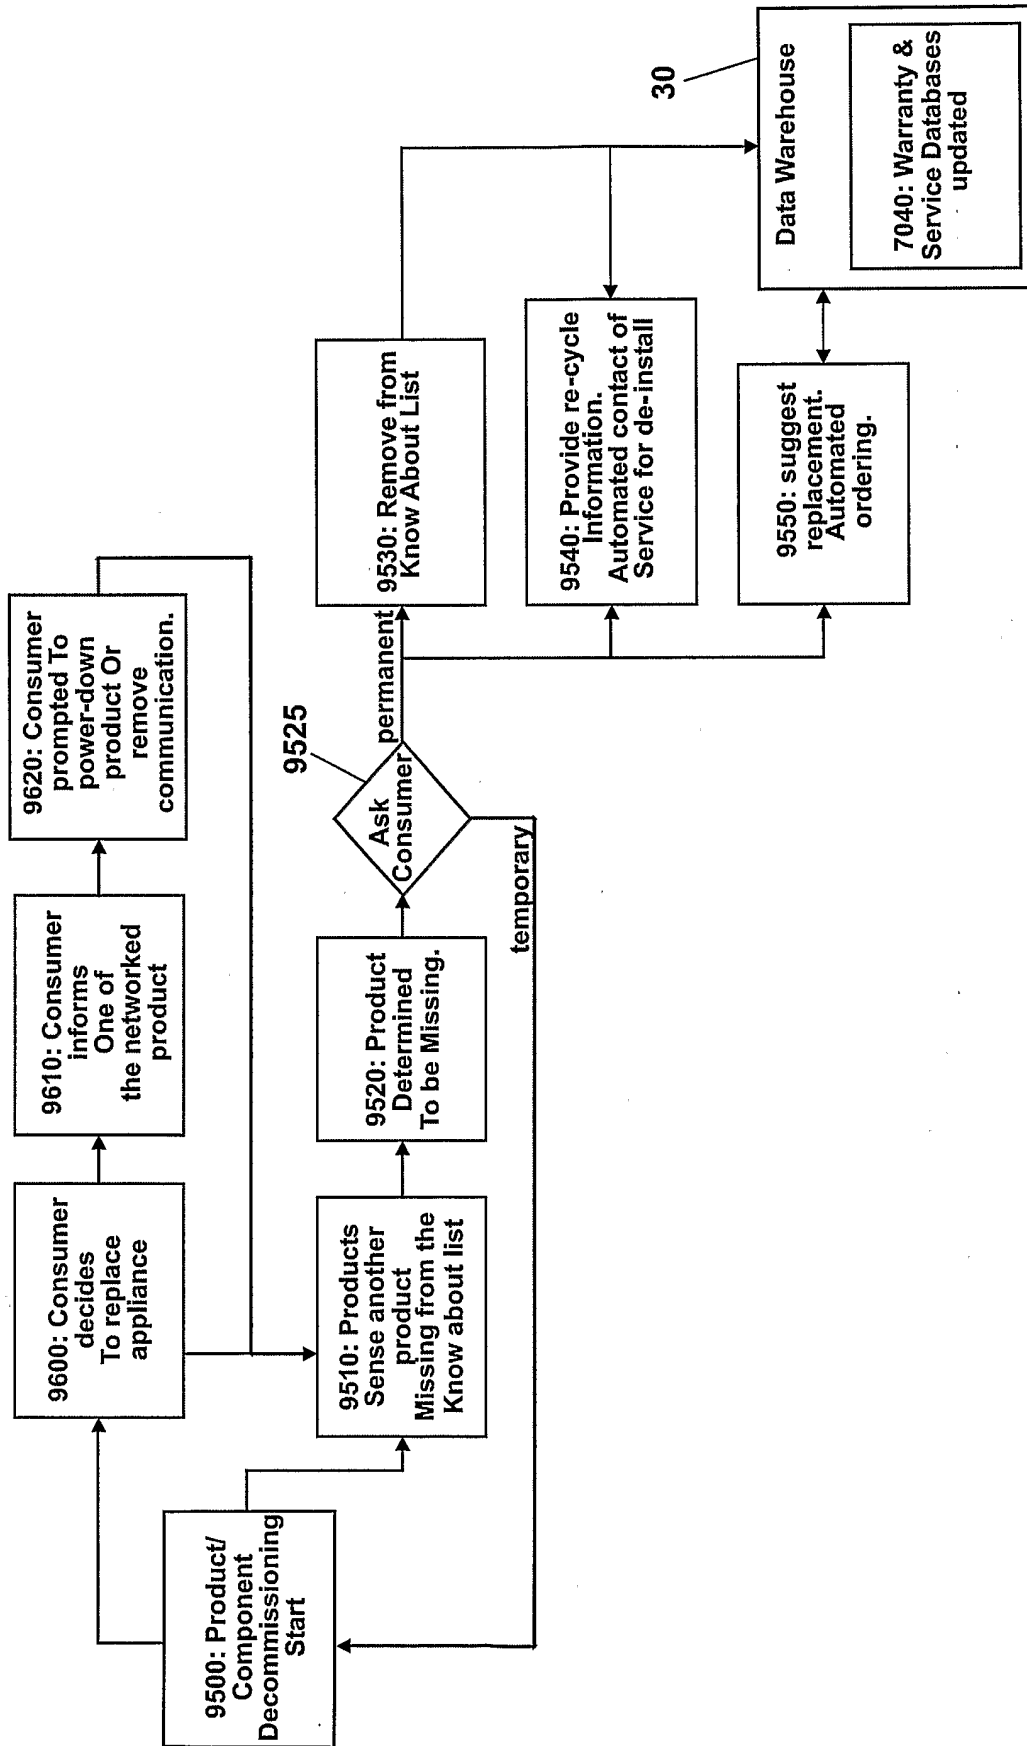 9600: Consumer
decides
To replace
appliance
9610: Consumer
informs
One of
the networked
product
9620: Consumer
prompted To
power-down
product Or
remove
communication.
9500: Product/
Component
Decommissioning
Start
9510: Products
Sense another
product
Missing from the
Know about list
9520: Product
Determined
To be Missing.
9525
Ask
Consumer
permanent
temporary
9530: Remove from
Know About List
9540: Provide re-cycle
Information.
Automated contact of
Service for de-install
9550: suggest
replacement.
Automated
ordering.
30
Data Warehouse
7040: Warranty &
Service Databases
updated